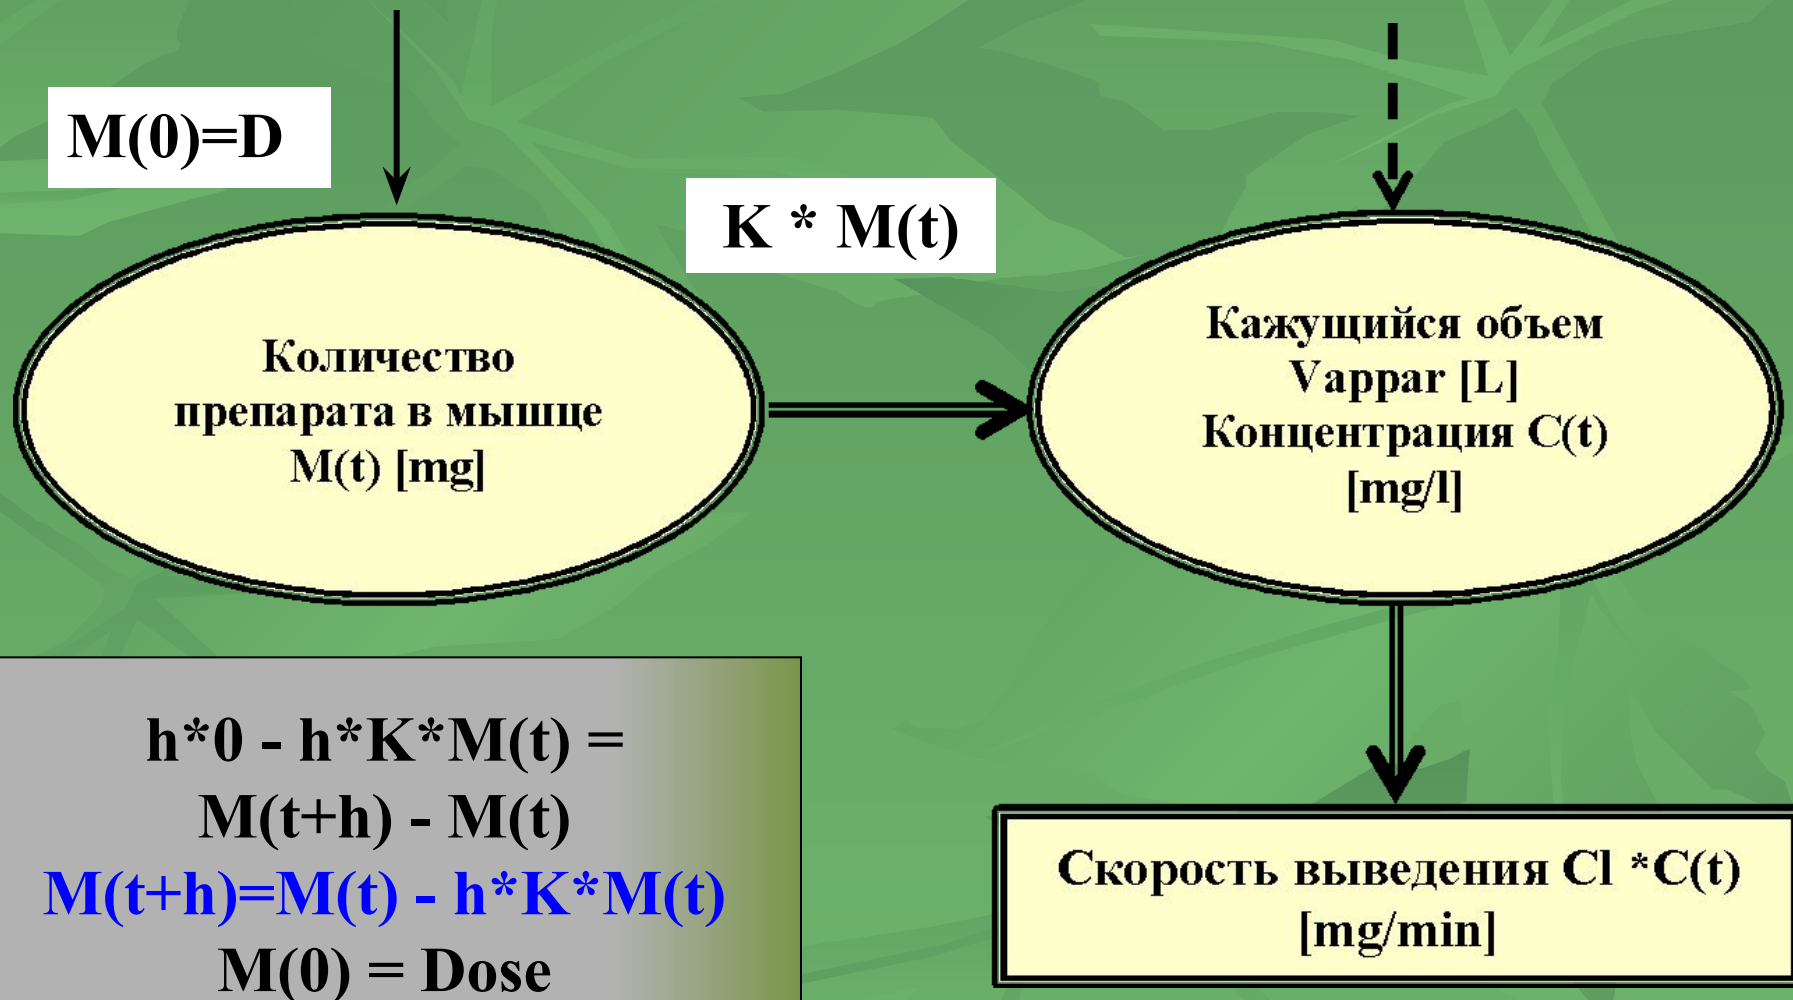 M(0)=D
K * M(t)
Количество
препарата в мышце
M(t) [mg]
Кажущийся объем
Vappar [L]
Концентрация C(t)
[mg/l]
h*0 - h*K*M(t) =
M(t+h) - M(t)
M(t+h)=M(t) - h*K*M(t)
M(0) = Dose
Скорость выведения Cl *C(t)
[mg/min]